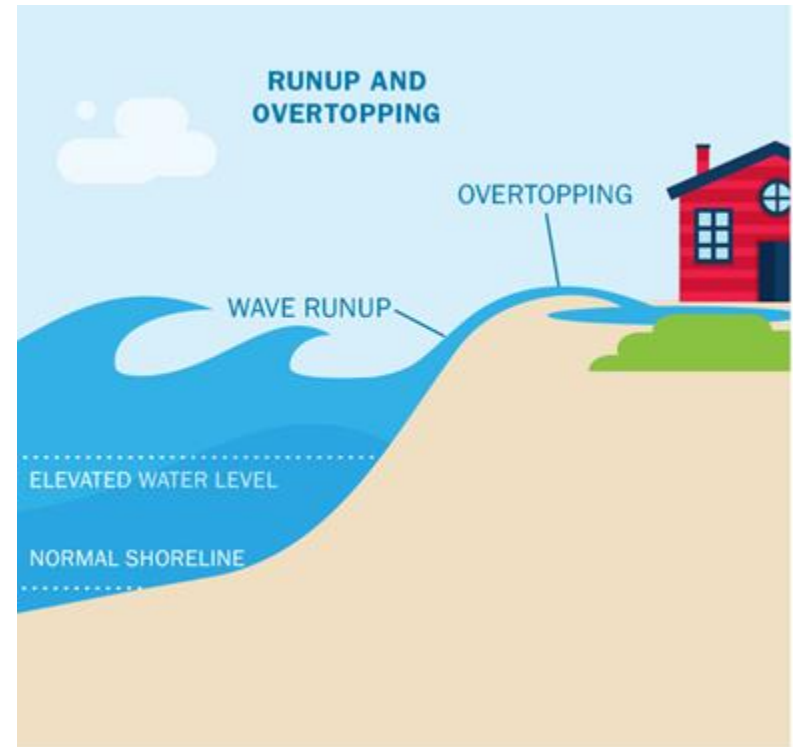 RUNUP AND
OVERTOPPING
OVERTOPPING
WAVE RUNUP
ELEVATED WATER LEVEL
NORMAL SHORELINE